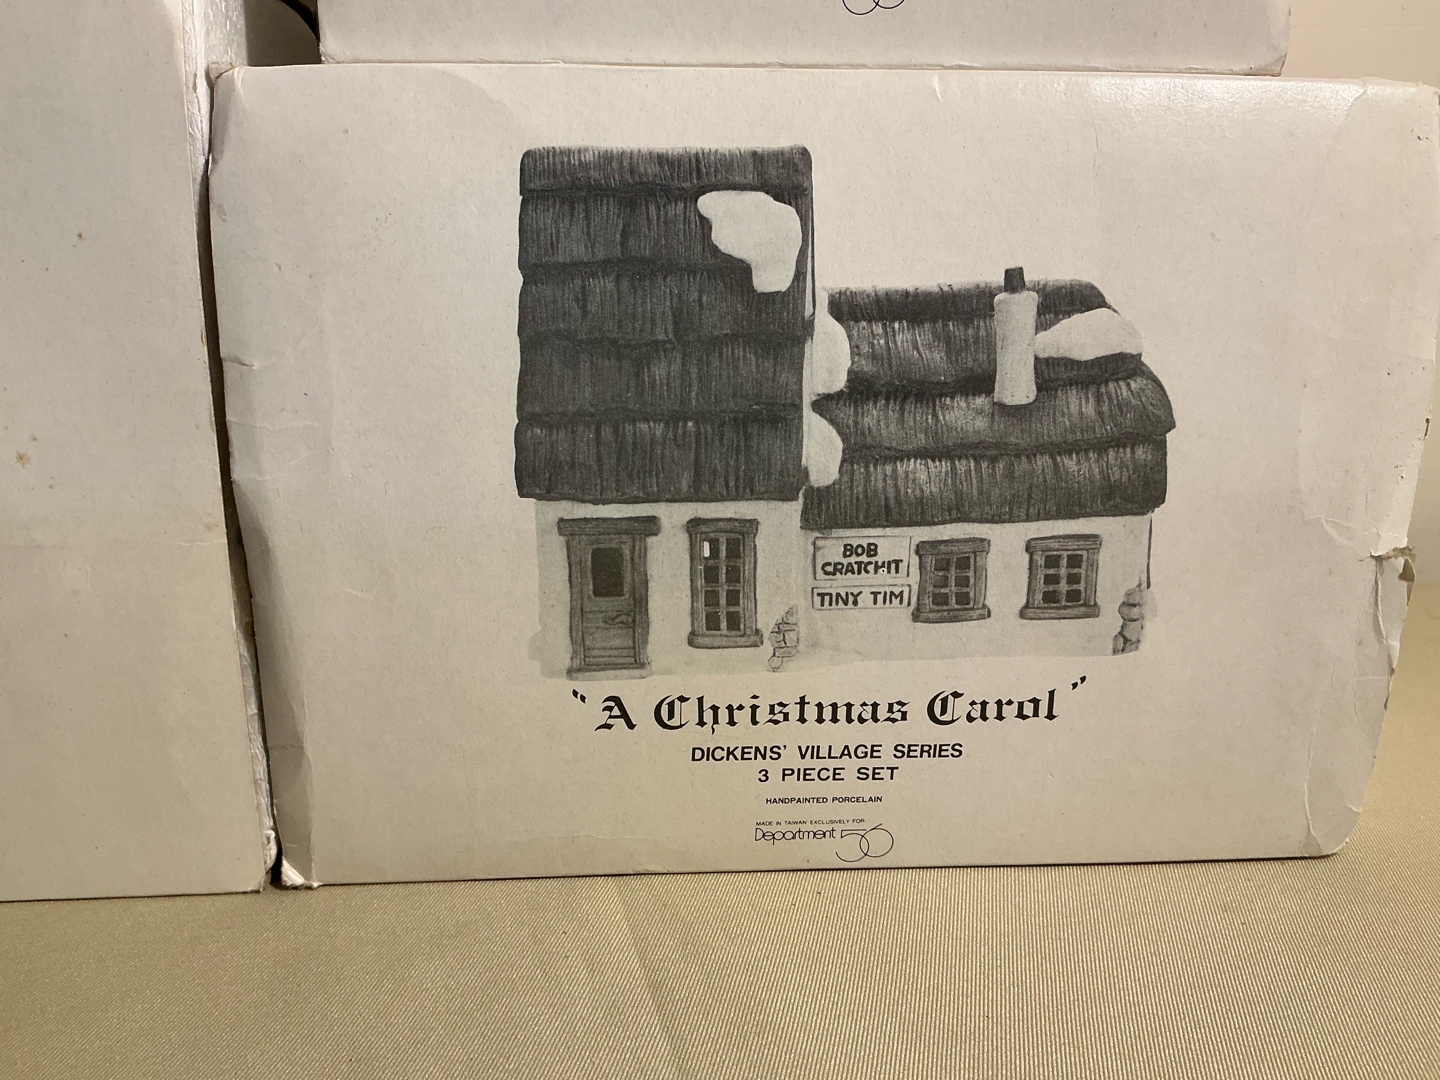 BOB
CRATCHIT
TINY TIM
"A Christmas Carol"
DICKENS' VILLAGE SERIES
3 PIECE SET
HANDPAINTED PORCELAIN
MADE IN TAIWAN EXCLUSIVELY FOR
Department 56